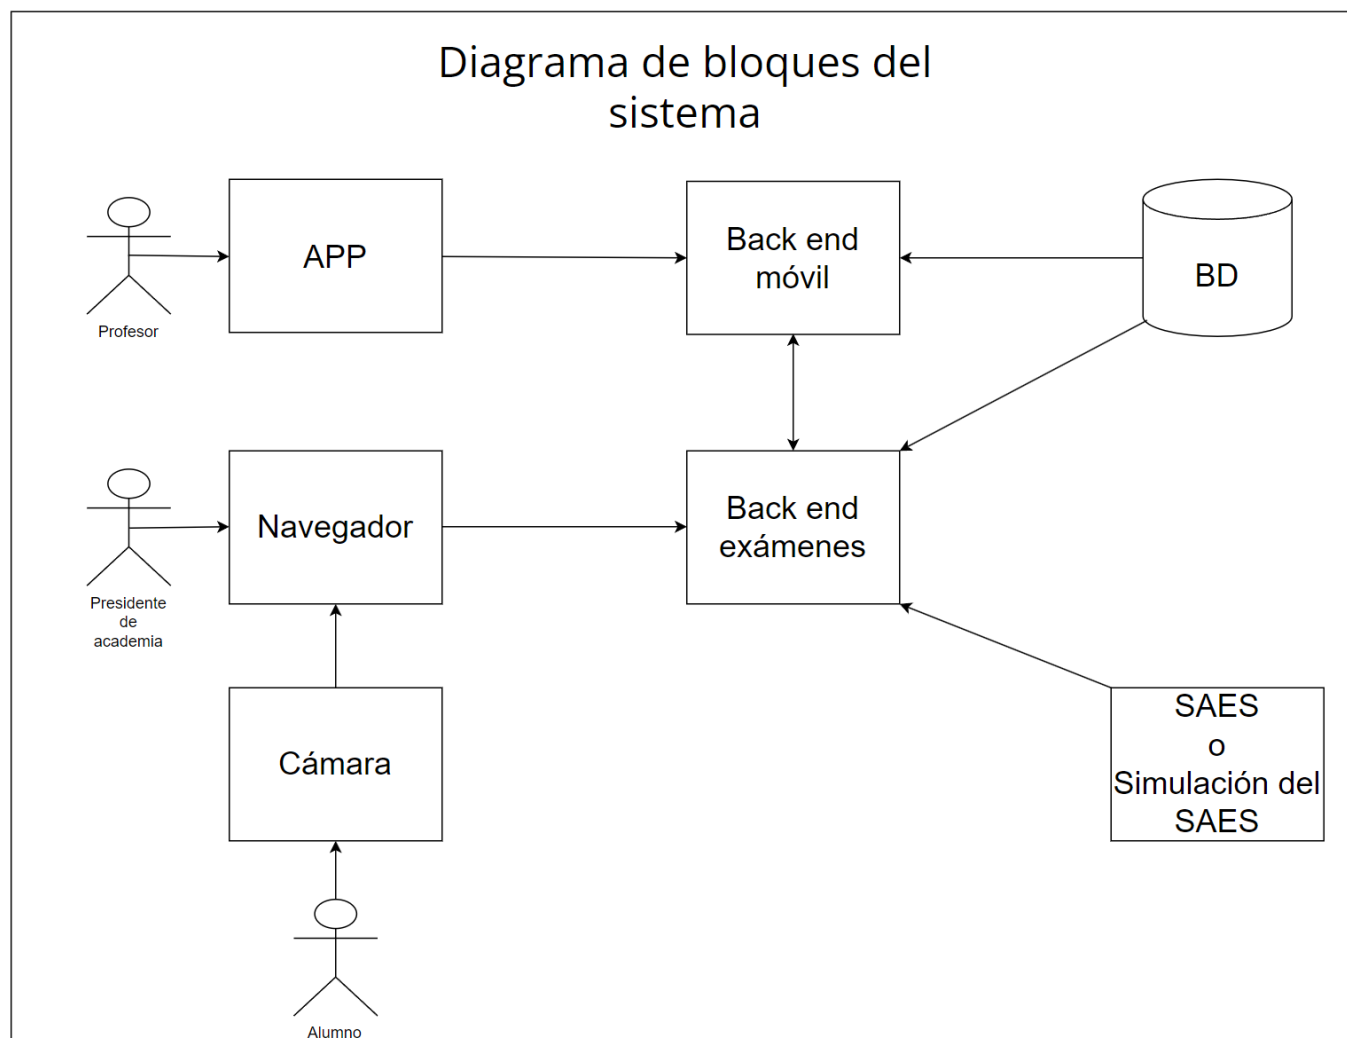 Diagrama de bloques del
sistema
APP
Back end
móvil
BD
Profesor
Navegador
Back end
exámenes
Presidente
de
academia
Cámara
SAES
o
Simulación del
SAES
Alumno